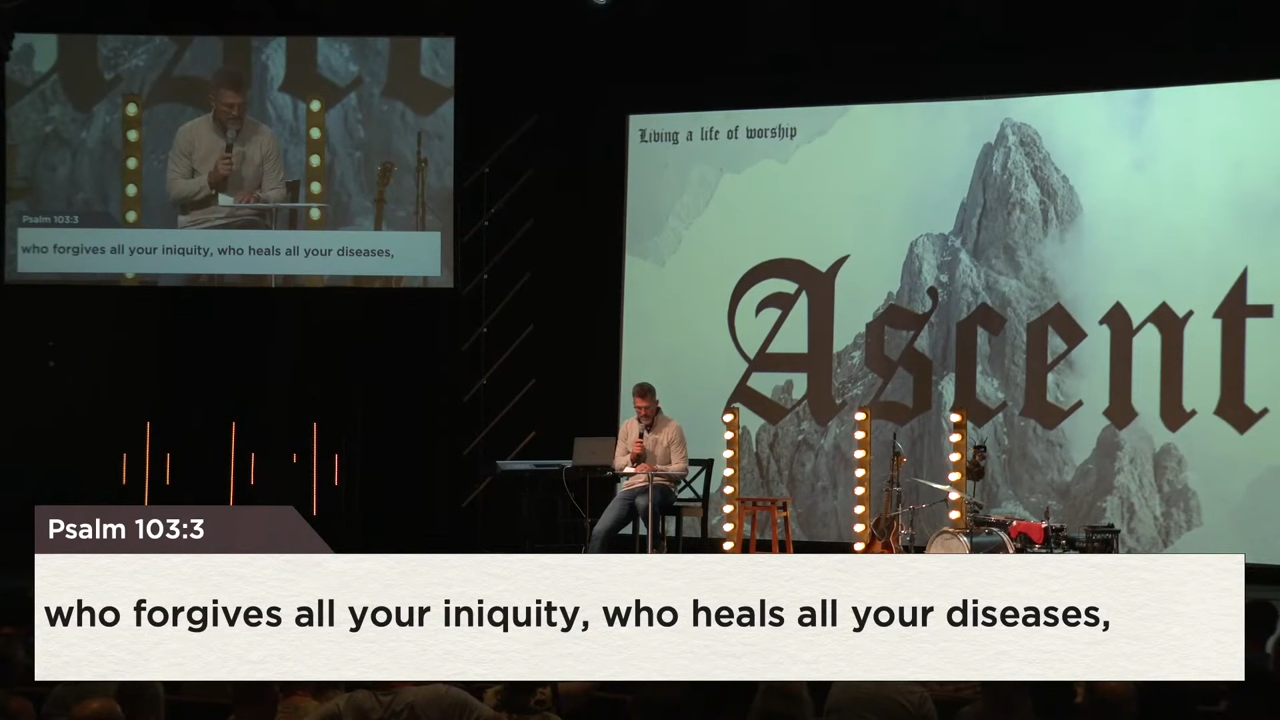 Living a life of worship
Ascent
Psalm 103:3
who forgives all your iniquity, who heals all your diseases,
Psalm 103:3
who forgives all your iniquity, who heals all your diseases,